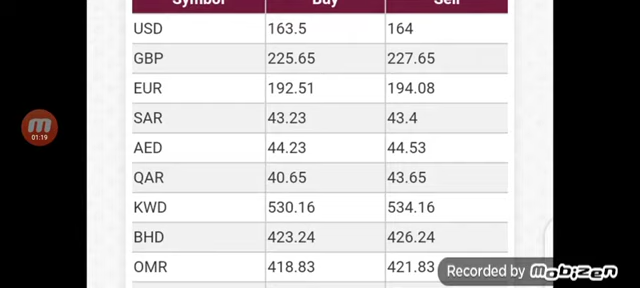 Symbol Buy Sell
USD 163.5 164
GBP 225.65 227.65
EUR 192.51 194.08
SAR 43.23 43.4
AED 44.23 44.53
QAR 40.65 43.65
KWD 530.16 534.16
BHD 423.24 426.24
OMR 418.83 421.83
01:19
Recorded by mobizen